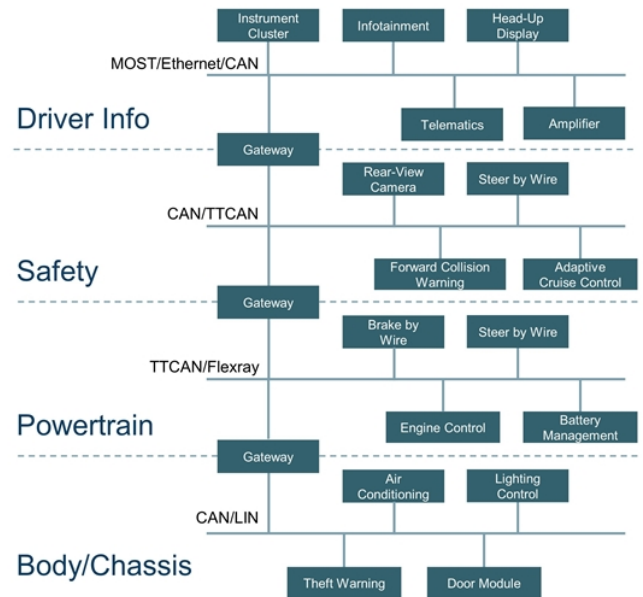 Instrument
Cluster
Infotainment
Head-Up
Display
MOST/Ethernet/CAN
Driver Info
Telematics
Amplifier
Gateway
Rear-View
Camera
Steer by Wire
CAN/TTCAN
Safety
Forward Collision
Warning
Adaptive
Cruise Control
Gateway
Brake by
Wire
Steer by Wire
TTCAN/Flexray
Powertrain
Engine Control
Battery
Management
Gateway
Air
Conditioning
Lighting
Control
CAN/LIN
Body/Chassis
Theft Warning
Door Module